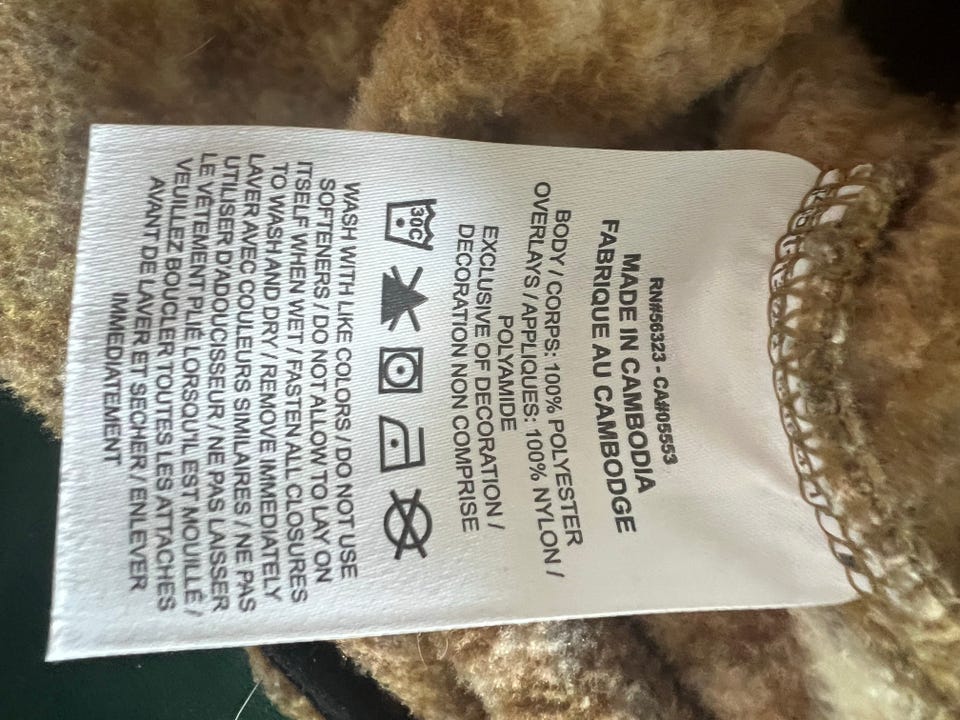 RN#56323 - CA#05553
MADE IN CAMBODIA
FABRIQUE AU CAMBODGE
BODY / CORPS: 100% POLYESTER
OVERLAYS / APPLIQUES: 100% NYLON /
POLYAMIDE
EXCLUSIVE OF DECORATION /
DECORATION NON COMPRISE
30C
WASH WITH LIKE COLORS / DO NOT USE
SOFTENERS / DO NOT ALLOW TO LAY ON
ITSELF WHEN WET / FASTEN ALL CLOSURES
TO WASH AND DRY / REMOVE IMMEDIATELY
LAVER AVEC COULEURS SIMILAIRES / NE PAS
UTILISER D'ADOUCISSEUR / NE PAS LAISSER
LE VÊTEMENT PLIÉ LORSQU'IL EST MOUILLÉ /
VEUILLEZ BOUCLER TOUTES LES ATTACHES
AVANT DE LAVER ET SÉCHER / ENLEVER
IMMÉDIATEMENT